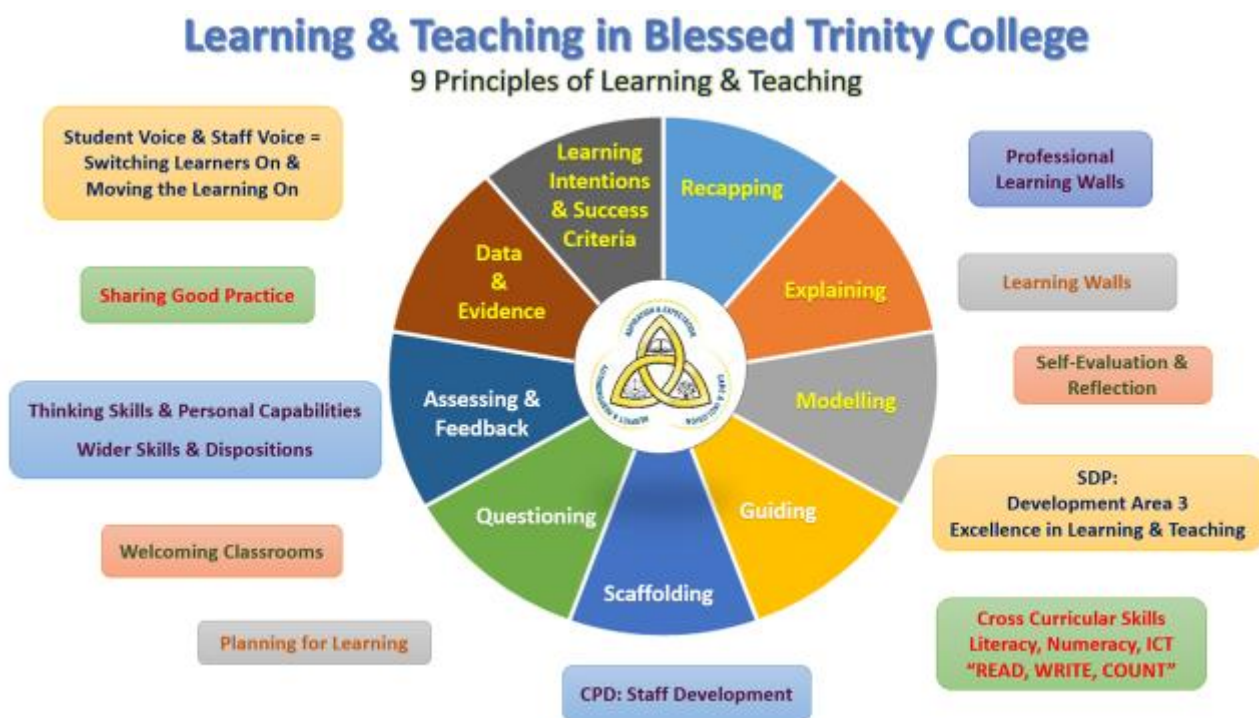 Learning & Teaching in Blessed Trinity College
9 Principles of Learning & Teaching
Student Voice & Staff Voice =
Switching Learners On &
Moving the Learning On
Sharing Good Practice
Thinking Skills & Personal Capabilities
Wider Skills & Dispositions
Welcoming Classrooms
Planning for Learning
Learning
Intentions
& Success
Criteria
Recapping
Explaining
Modelling
Guiding
Scaffolding
Questioning
Assessing &
Feedback
Data
&
Evidence
ASPIRATION & EXPECTATION
Professional
Learning Walls
Learning Walls
Self-Evaluation &
Reflection
SDP:
Development Area 3
Excellence in Learning & Teaching
Cross Curricular Skills
Literacy, Numeracy, ICT
“READ, WRITE, COUNT”
CPD: Staff Development